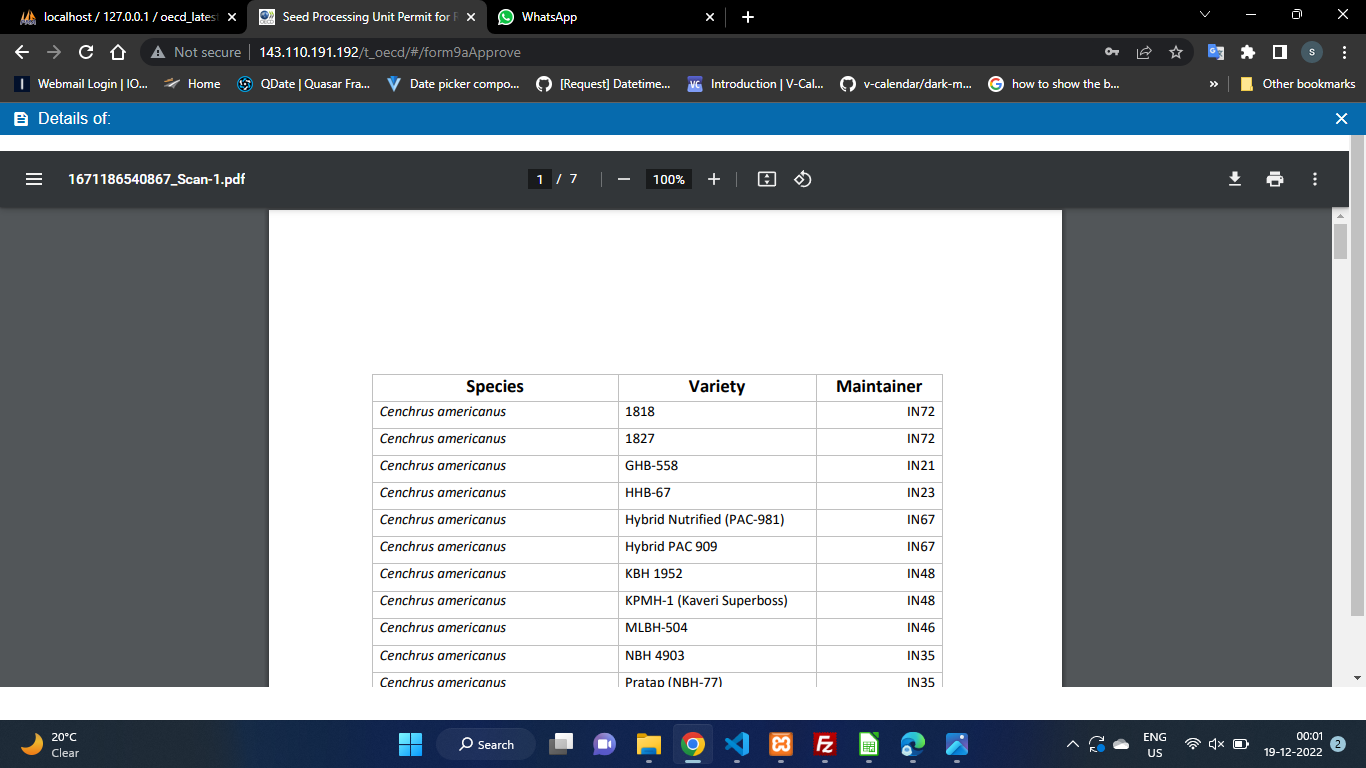 localhost / 127.0.0.1 / oecd_latest
Seed Processing Unit Permit for
WhatsApp
Not secure
143.110.191.192/t_oecd/#/form9aApprove
S
Webmail Login | IO...
Home
QDate | Quasar Fra...
Date picker compo...
[Request] Datetime...
VC
Introduction | V-Cal...
v-calendar/dark-m...
how to show the b...
»
Other bookmarks
Details of:
1671186540867_Scan-1.pdf
1 / 7
100%
Species Variety Maintainer
Cenchrus americanus 1818 IN72
Cenchrus americanus 1827 IN72
Cenchrus americanus GHB-558 IN21
Cenchrus americanus HHB-67 IN23
Cenchrus americanus Hybrid Nutrified (PAC-981) IN67
Cenchrus americanus Hybrid PAC 909 IN67
Cenchrus americanus KBH 1952 IN48
Cenchrus americanus KPMH-1 (Kaveri Superboss) IN48
Cenchrus americanus MLBH-504 IN46
Cenchrus americanus NBH 4903 IN35
Cenchrus americanus Pratap (NBH-77) IN35
20°C
Clear
Search
ENG
US
00:01
19-12-2022
2